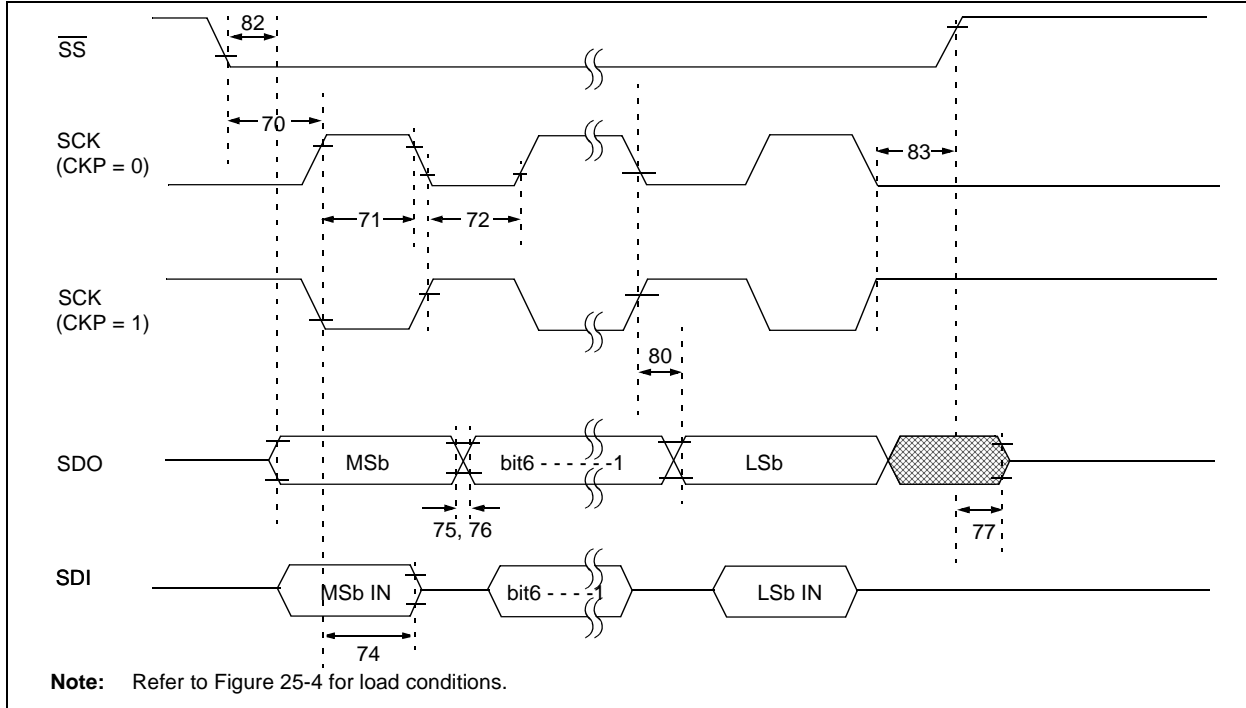 82
SS
70
SCK
(CKP = 0)
83
71
72
SCK
(CKP = 1)
80
SDO
MSb
bit6 - - - - - -1
LSb
75, 76
77
SDI
MSb IN
bit6 - - - -1
LSb IN
74
Note: Refer to Figure 25-4 for load conditions.